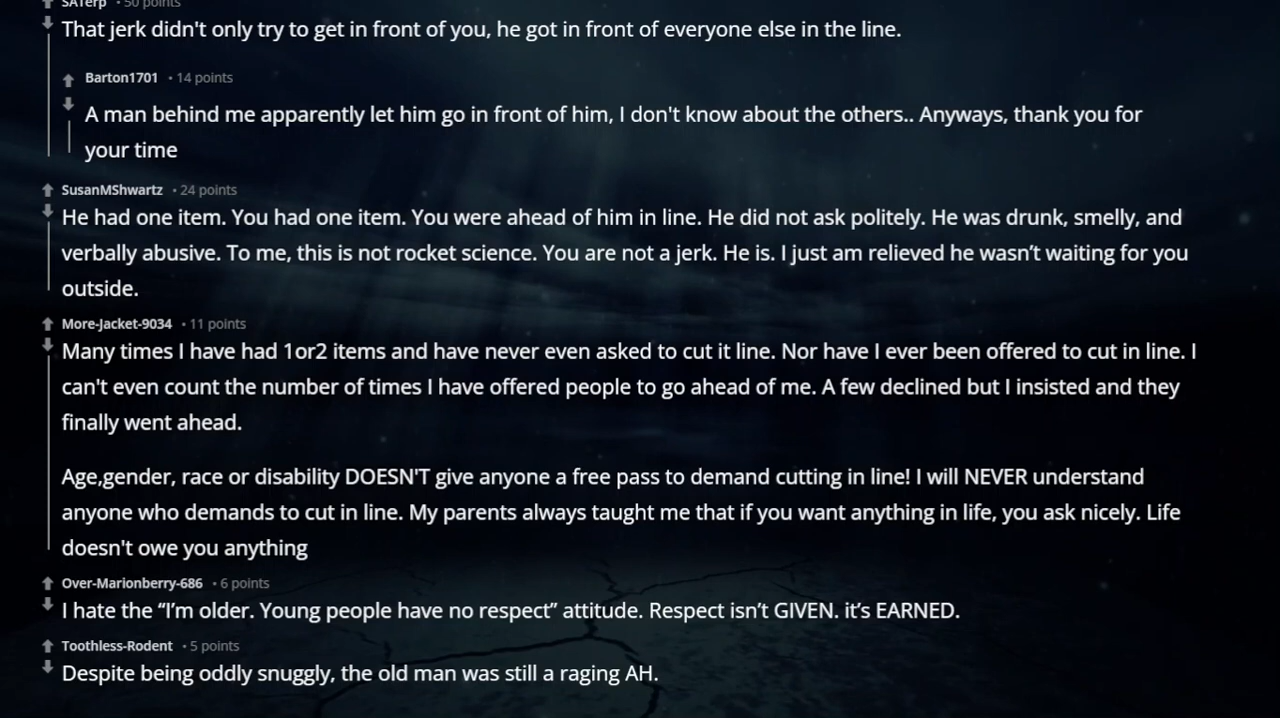 SATerp • 50 points
That jerk didn't only try to get in front of you, he got in front of everyone else in the line.
Barton1701 • 14 points
A man behind me apparently let him go in front of him, I don't know about the others.. Anyways, thank you for
your time
SusanMShwartz • 24 points
He had one item. You had one item. You were ahead of him in line. He did not ask politely. He was drunk, smelly, and
verbally abusive. To me, this is not rocket science. You are not a jerk. He is. I just am relieved he wasn’t waiting for you
outside.
More-Jacket-9034 • 11 points
Many times I have had 1or2 items and have never even asked to cut it line. Nor have I ever been offered to cut in line. I
can't even count the number of times I have offered people to go ahead of me. A few declined but I insisted and they
finally went ahead.
Age,gender, race or disability DOESN'T give anyone a free pass to demand cutting in line! I will NEVER understand
anyone who demands to cut in line. My parents always taught me that if you want anything in life, you ask nicely. Life
doesn't owe you anything
Over-Marionberry-686 • 6 points
I hate the “I’m older. Young people have no respect” attitude. Respect isn’t GIVEN. it’s EARNED.
Toothless-Rodent • 5 points
Despite being oddly snuggly, the old man was still a raging AH.